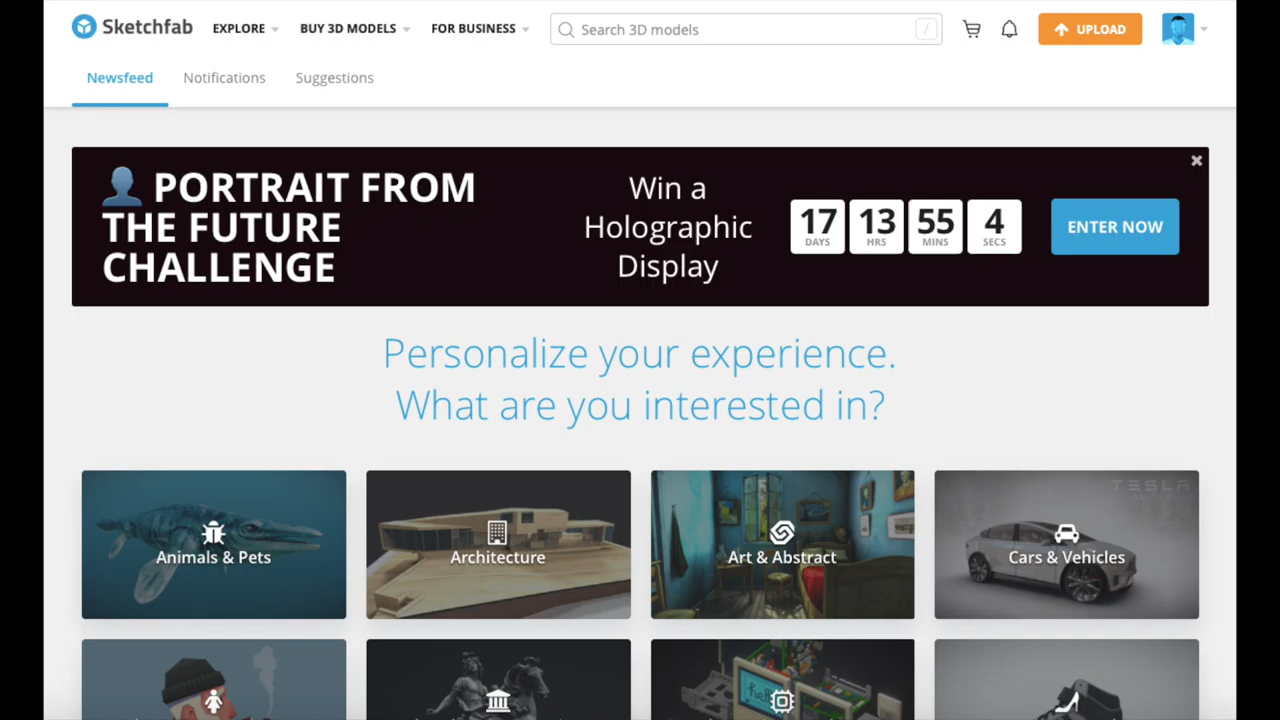 Sketchfab EXPLORE BUY 3D MODELS FOR BUSINESS Search 3D models / UPLOAD
Newsfeed Notifications Suggestions
PORTRAIT FROM
THE FUTURE
CHALLENGE
Win a
Holographic
Display
17 13 55 4
DAYS HRS MINS SECS
ENTER NOW
Personalize your experience.
What are you interested in?
TESLA
Animals & Pets Architecture Art & Abstract Cars & Vehicles